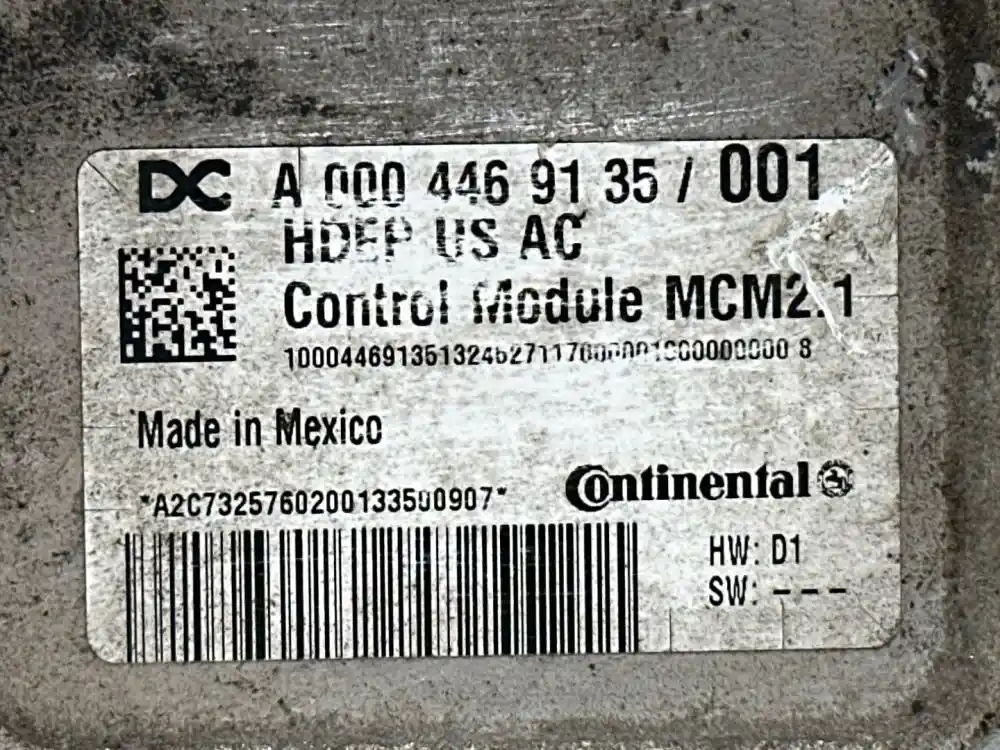 DC A 000 446 91 35 / 001
HDEP US AC
Control Module MCM2.1
Made in Mexico
Continental
*A2C7325760200133500907*
HW: D1
SW: ---